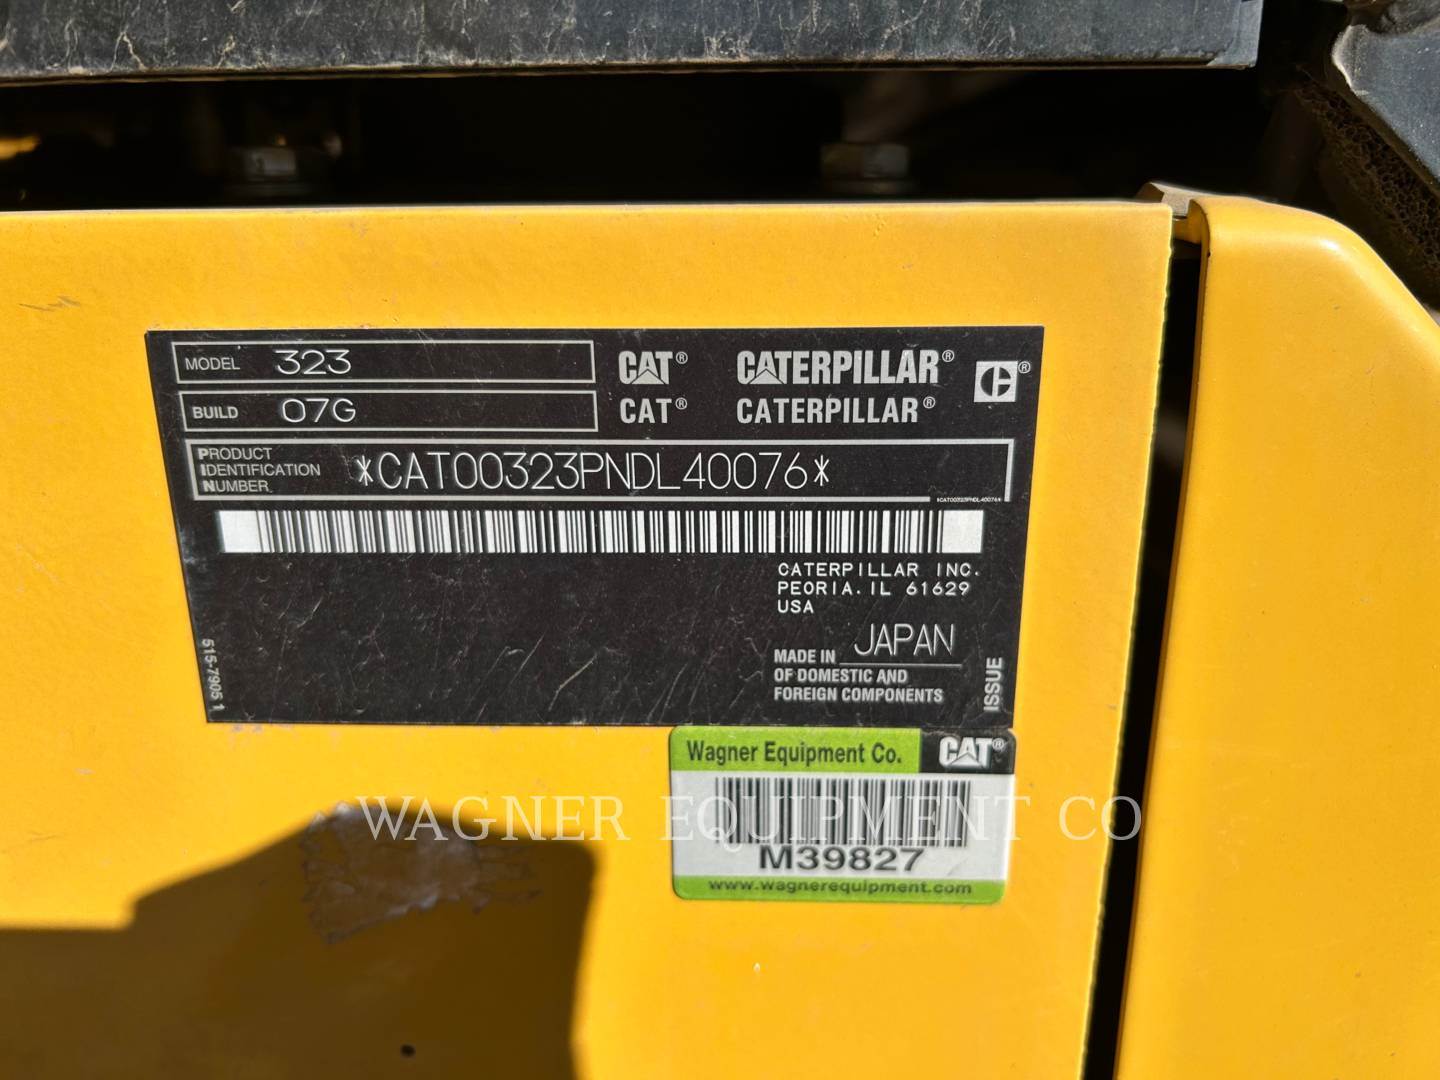 MODEL 323
CAT® CATERPILLAR® ®
BUILD 07G
CAT® CATERPILLAR®
PRODUCT
IDENTIFICATION
NUMBER
*CAT00323PNDL40076*
*CAT00323PNDL40076*
CATERPILLAR INC.
PEORIA, IL 61629
USA
MADE IN JAPAN
OF DOMESTIC AND
FOREIGN COMPONENTS
ISSUE
515-7905 1
Wagner Equipment Co. CAT®
WAGNER EQUIPMENT CO
M39827
www.wagnerequipment.com